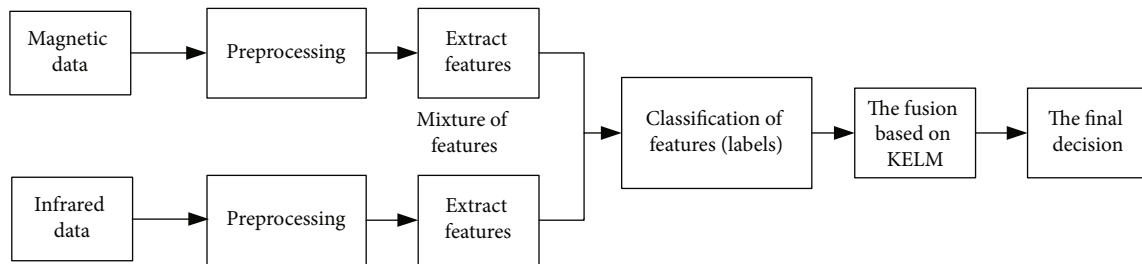 Magnetic
data
Preprocessing
Extract
features
Mixture of
features
Infrared
data
Preprocessing
Extract
features
Classification of
features (labels)
The fusion
based on
KELM
The final
decision